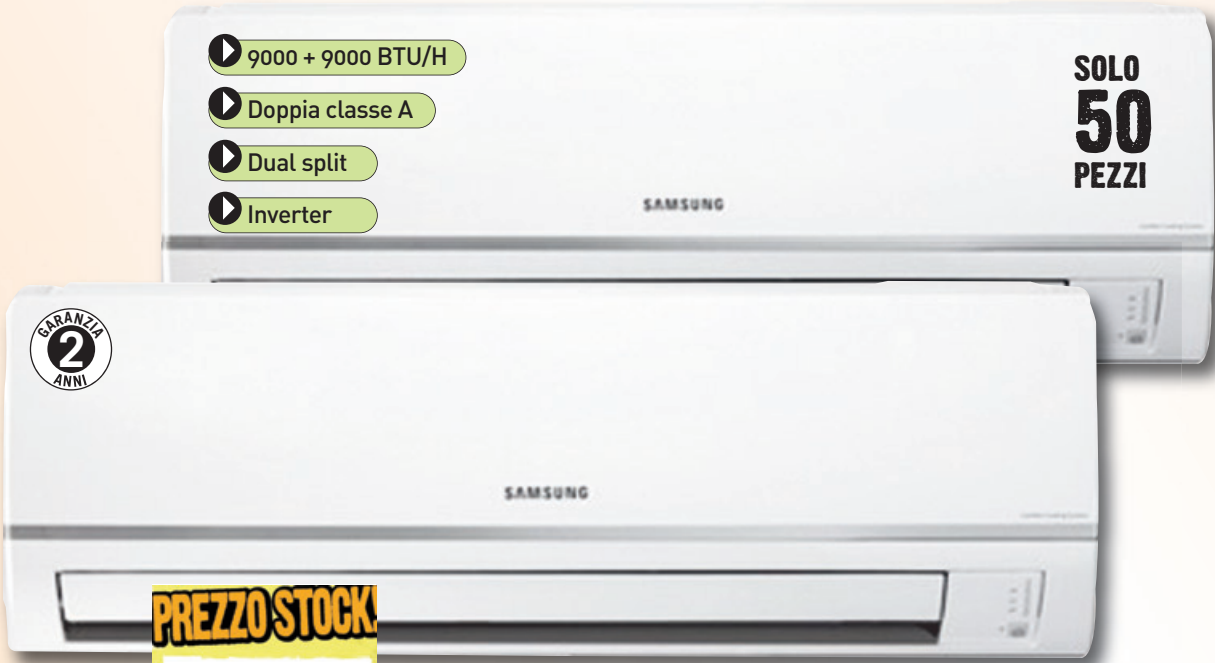 9000 + 9000 BTU/H
Doppia classe A
Dual split
Inverter
SOLO
50
PEZZI
SAMSUNG
GARANZIA
2
ANNI
SAMSUNG
PREZZO STOCK!